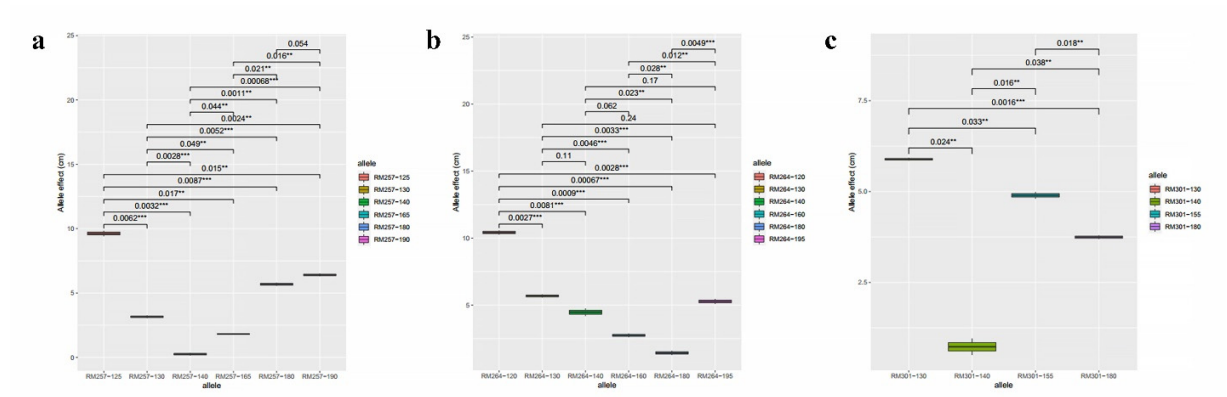 a
25
20
15
10
5
0
Allele effect (cm)
0.054
0.016**
0.021**
0.00068***
0.0011**
0.044**
0.0024**
0.0052***
0.049**
0.0028***
0.015**
0.0087***
0.017**
0.0032***
0.0062***
RM257-125 RM257-130 RM257-140 RM257-165 RM257-180 RM257-190
allele
allele
RM257-125
RM257-130
RM257-140
RM257-165
RM257-180
RM257-190
b
25
20
15
10
5
Allele effect (cm)
0.0049***
0.012**
0.028**
0.17
0.023**
0.062
0.24
0.0033***
0.0046***
0.11
0.0028***
0.00067***
0.0009***
0.0081***
0.0027***
RM264-120 RM264-130 RM264-140 RM264-160 RM264-180 RM264-195
allele
allele
RM264-120
RM264-130
RM264-140
RM264-160
RM264-180
RM264-195
c
7.5
5.0
2.5
Allele effect (cm)
0.018**
0.038**
0.016**
0.0016***
0.033**
0.024**
RM301-130 RM301-140 RM301-155 RM301-180
allele
allele
RM301-130
RM301-140
RM301-155
RM301-180